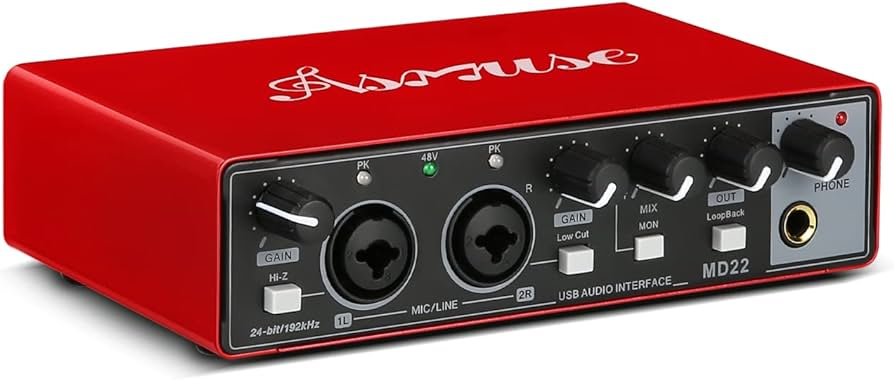 Asmuse
PK
48V
PK
R
GAIN
GAIN
MIX
OUT
PHONE
Hi-Z
Low Cut
MON
LoopBack
24-bit/192kHz
1L
MIC/LINE
2R
USB AUDIO INTERFACE
MD22